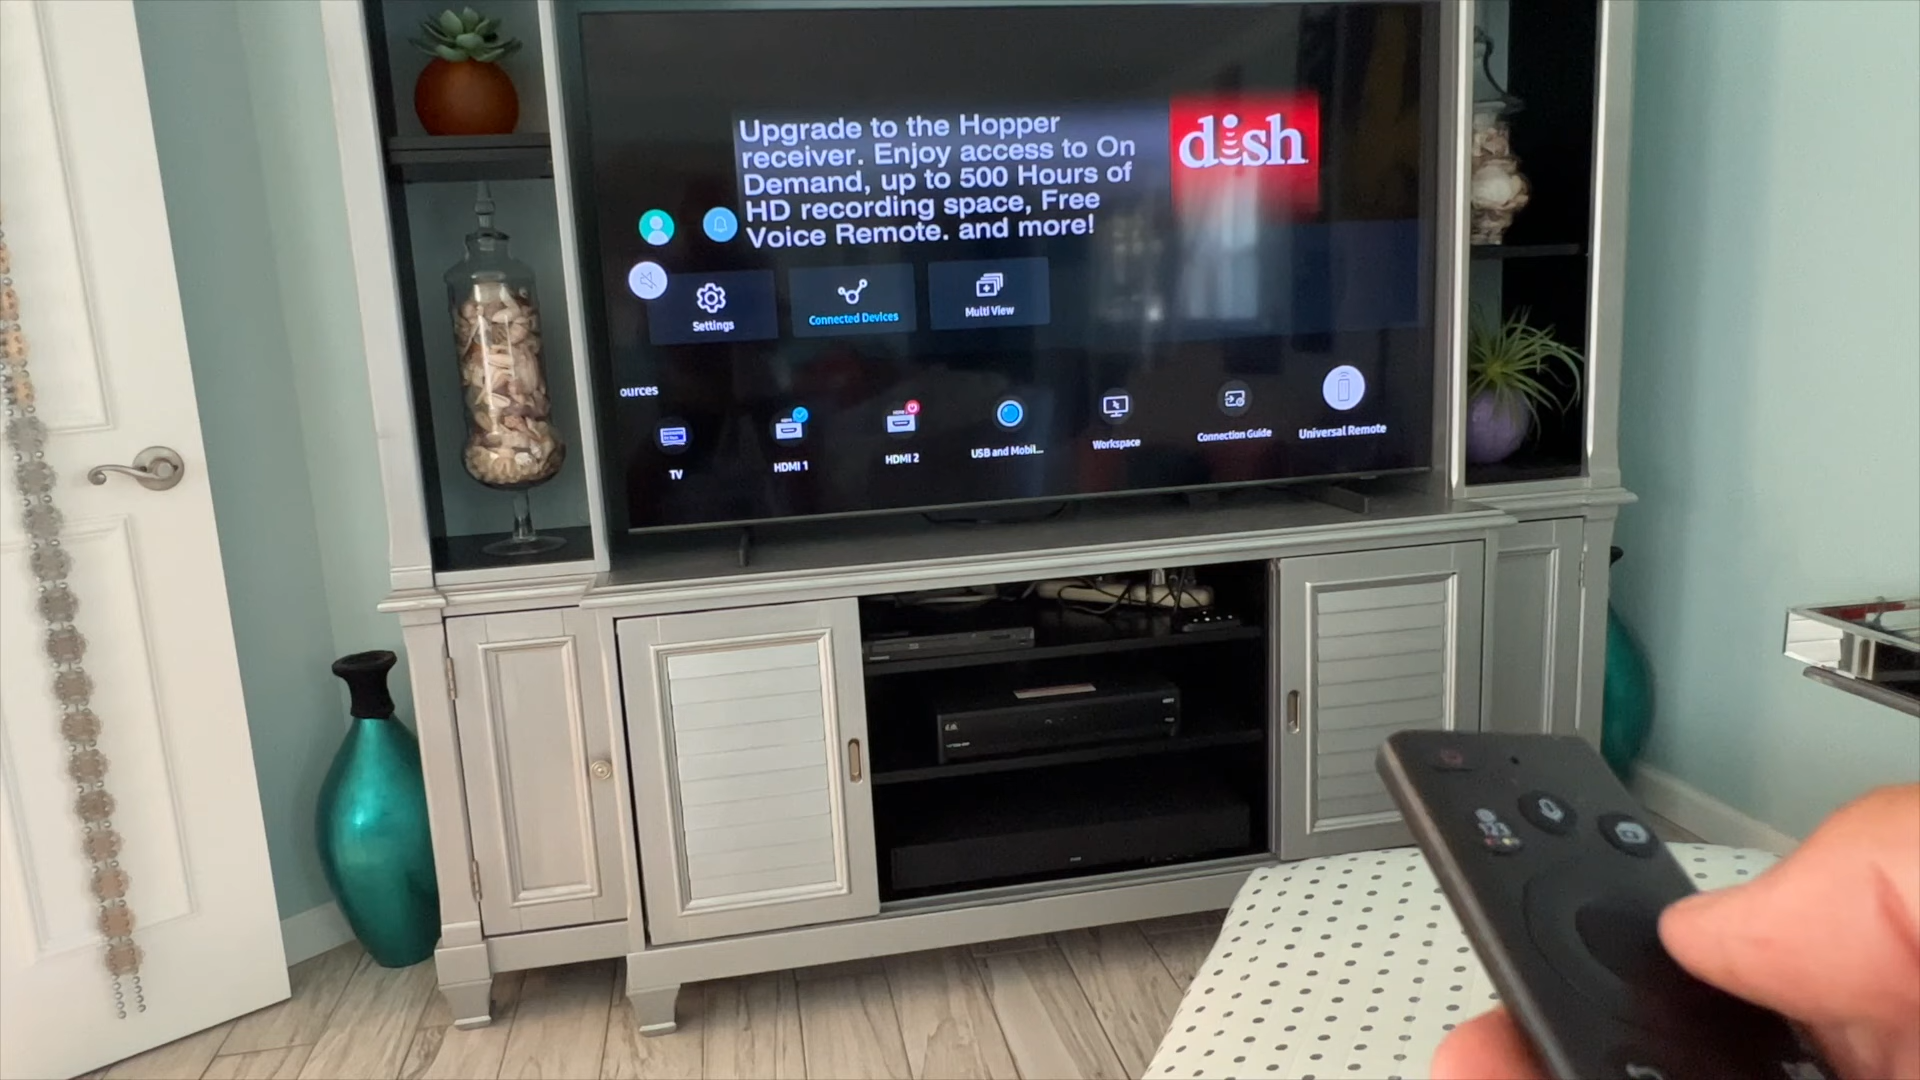 Upgrade to the Hopper
receiver. Enjoy access to On
Demand, up to 500 Hours of
HD recording space, Free
Voice Remote. and more!
dish
Settings
Connected Devices
Multi View
ources
TV
HDMI 1
HDMI 2
USB and Mobil...
Workspace
Connection Guide
Universal Remote
123